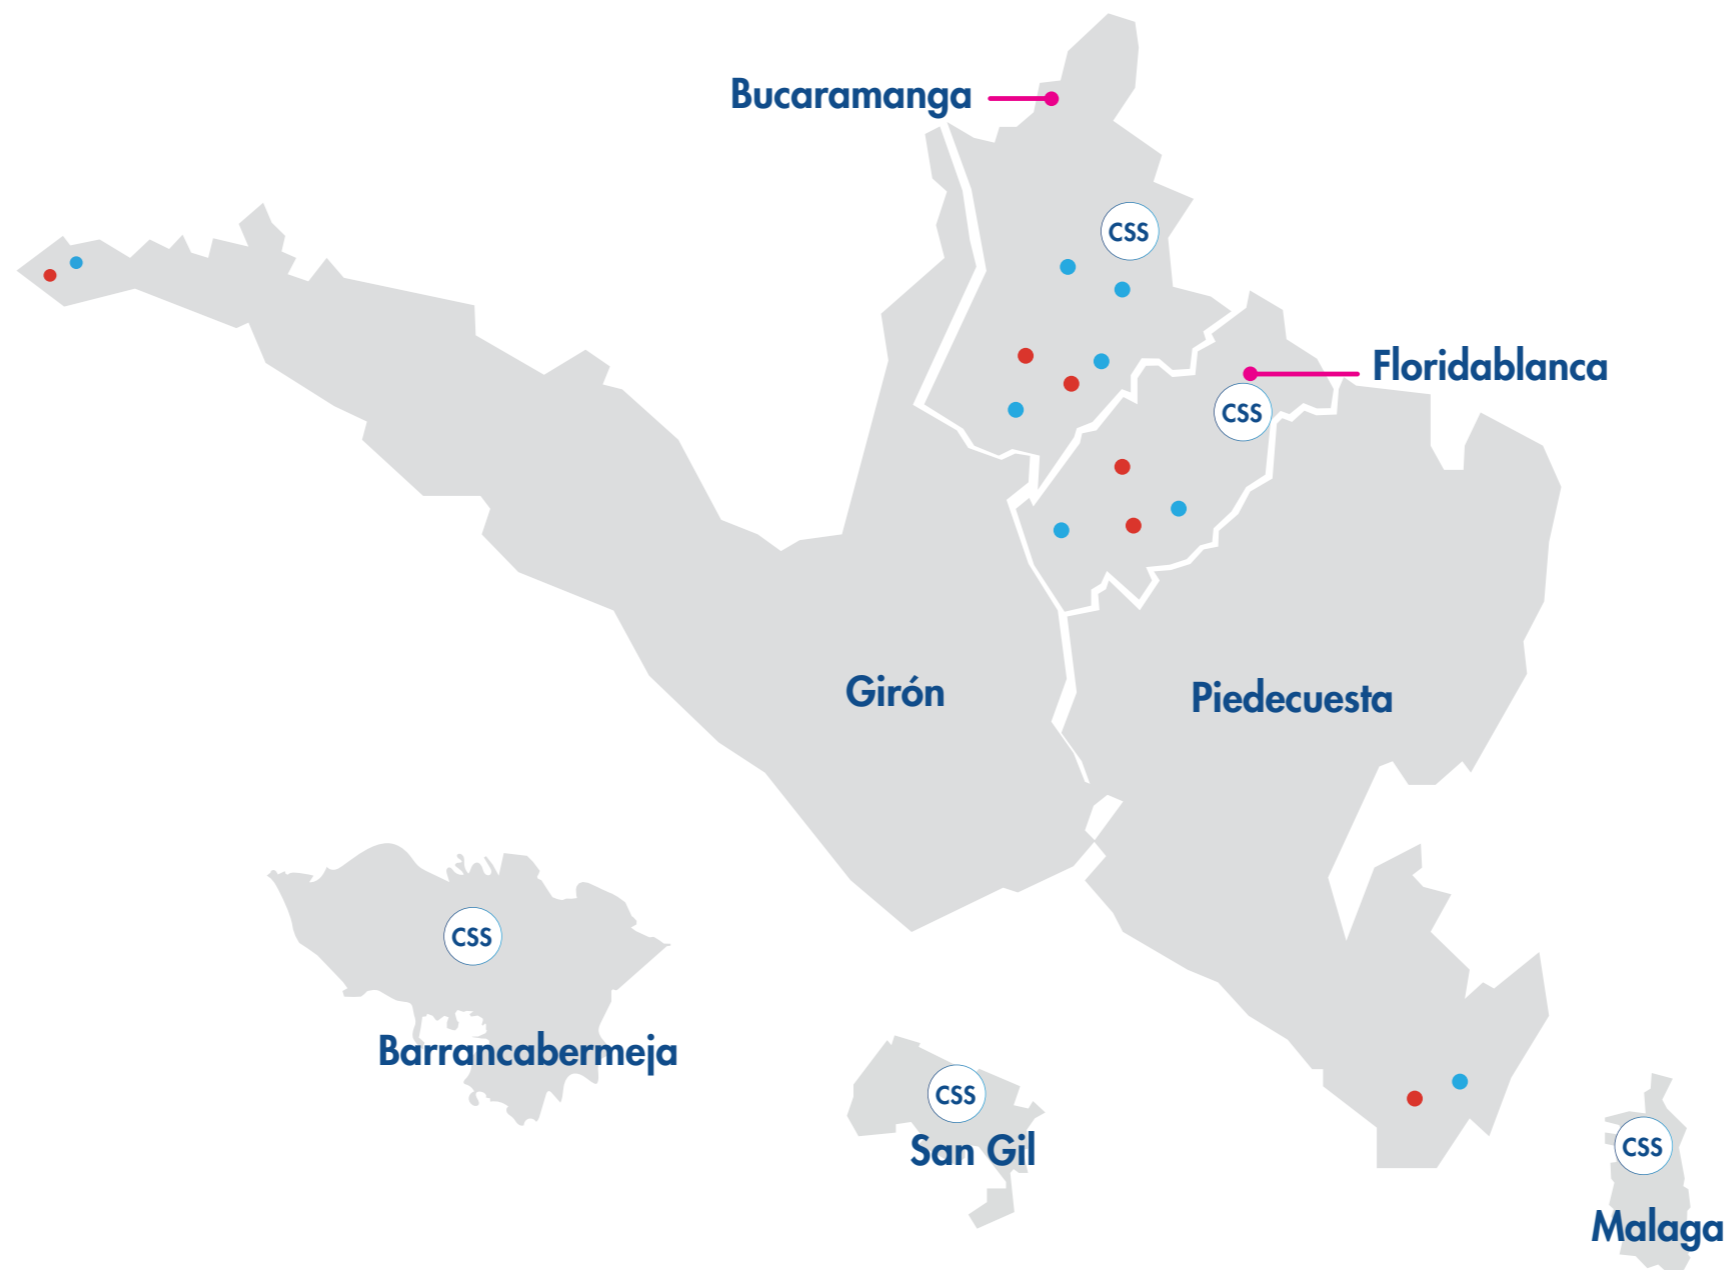 Bucaramanga
CSS
Floridablanca
CSS
Girón
Piedecuesta
CSS
Barrancabermeja
CSS
San Gil
CSS
Malaga